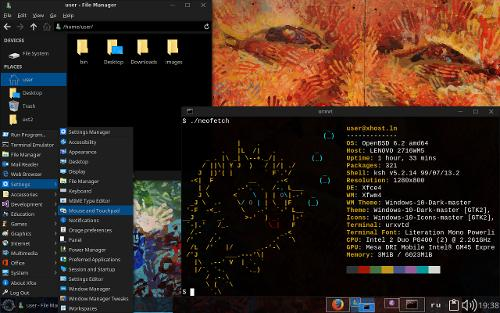 user - File Manager
File Edit View Go Bookmarks Help
/home/user/
DEVICES
File System
PLACES
user
Desktop
Trash
ext2
bin
Desktop
Downloads
images
Run Program...
Terminal Emulator
File Manager
Mail Reader
Web Browser
Settings
Accessories
Development
Education
Games
Graphics
Internet
Multimedia
Office
System
About Xfce
Log Out
Settings Manager
Accessibility
Appearance
Desktop
Display
File Manager
Keyboard
MIME Type Editor
Mouse and Touchpad
Notifications
Orage preferences
Panel
Power Manager
Preferred Applications
Session and Startup
Settings Editor
Window Manager
Window Manager Tweaks
Workspaces
urxvt
$ ./neofetch
user@xhost.ln
OS: OpenBSD 6.2 amd64
Host: LENOVO 2716WM5
Uptime: 1 hour, 33 mins
Packages: 321
Shell: ksh v5.2.14 99/07/13.2
Resolution: 1280x800
DE: Xfce4
WM: Xfwm4
WM Theme: Windows-10-Dark-master
Theme: Windows-10-Dark-master [GTK2],
Icons: Windows-10-Icons-master [GTK2],
Terminal: urxvtd
Terminal Font: Literation Mono Powerli
CPU: Intel 2 Duo P8400 (2) @ 2.261GHz
GPU: Mesa DRI Mobile Intel® GM45 Expre
Memory: 3MiB / 6023MiB
$
user - File Ma
ru
19:38